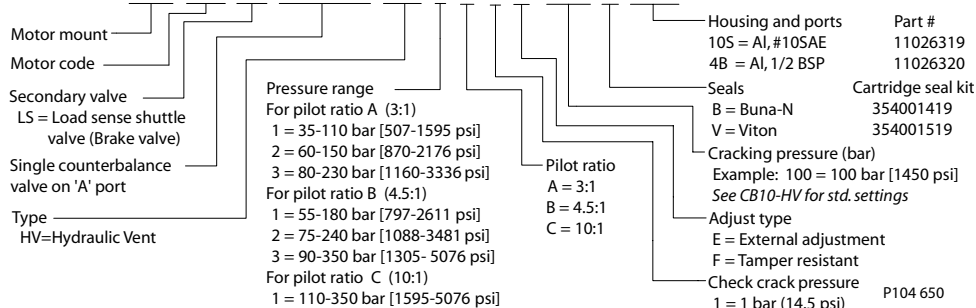 Motor mount
Motor code
Secondary valve
LS = Load sense shuttle
valve (Brake valve)
Single counterbalance
valve on 'A' port
Type
HV=Hydraulic Vent
Pressure range
For pilot ratio A (3:1)
1 = 35-110 bar [507-1595 psi]
2 = 60-150 bar [870-2176 psi]
3 = 80-230 bar [1160-3336 psi]
For pilot ratio B (4.5:1)
1 = 55-180 bar [797-2611 psi]
2 = 75-240 bar [1088-3481 psi]
3 = 90-350 bar [1305- 5076 psi]
For pilot ratio C (10:1)
1 = 110-350 bar [1595-5076 psi]
Pilot ratio
A = 3:1
B = 4.5:1
C = 10:1
Housing and ports Part #
10S = Al, #10SAE 11026319
4B = Al, 1/2 BSP 11026320
Seals Cartridge seal kit
B = Buna-N 354001419
V = Viton 354001519
Cracking pressure (bar)
Example: 100 = 100 bar [1450 psi]
See CB10-HV for std. settings
Adjust type
E = External adjustment
F = Tamper resistant
Check crack pressure
1 = 1 bar (14.5 psi)
P104 650